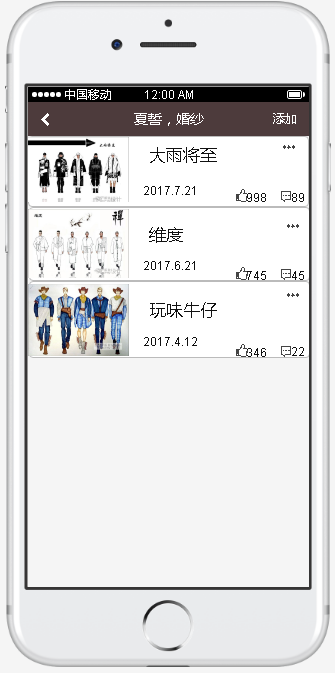 中国移动 12:00 AM
夏誓，婚纱 添加
大雨将至
2017.7.21 998 89
维度
2017.6.21 745 45
玩味牛仔
2017.4.12 346 22